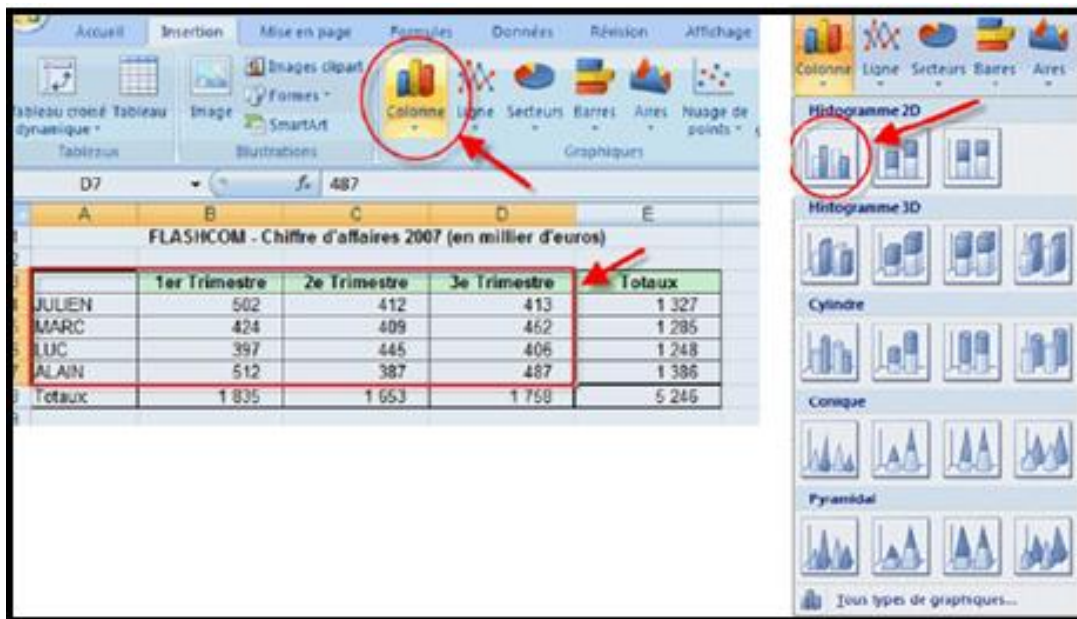 Accueil Insertion Mise en page Formules Données Révision Affichage
Images clipart
Formes
SmartArt
Tableau croisé dynamique Tableau Image Colonne Ligne Secteurs Barres Aires Nuage de points
Tableaux Illustrations Graphiques
D7 fx 487
A B C D E
FLASHCOM - Chiffre d'affaires 2007 (en millier d'euros)
1er Trimestre 2e Trimestre 3e Trimestre Totaux
JULIEN 502 412 413 1 327
MARC 424 409 452 1 285
LUC 397 445 406 1 248
ALAIN 512 387 487 1 386
Totaux 1 835 1 653 1 758 5 246
Colonne Ligne Secteurs Barres Aires
Histogramme 2D
Histogramme 3D
Cylindre
Conique
Pyramidal
Tous types de graphiques...